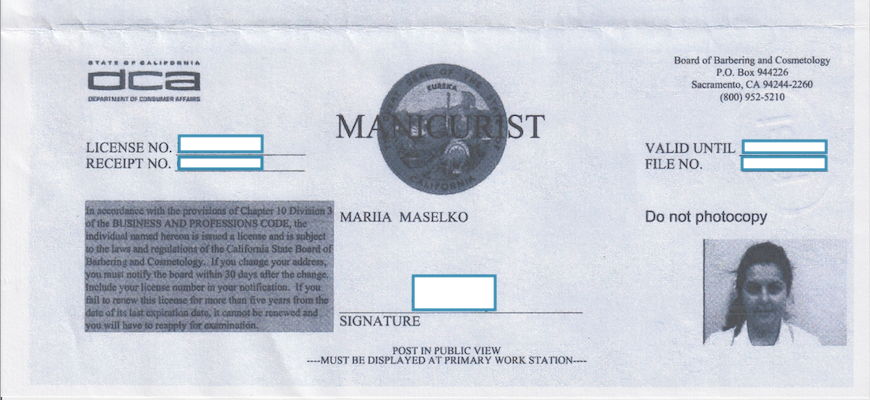 STATE OF CALIFORNIA
dca
DEPARTMENT OF CONSUMER AFFAIRS
Board of Barbering and Cosmetology
P.O. Box 944226
Sacramento, CA 94244-2260
(800) 952-5210
SEAL OF THE
EUREKA
CALIFORNIA
MANICURIST
LICENSE NO.
RECEIPT NO.
VALID UNTIL
FILE NO.
In accordance with the provisions of Chapter 10 Division 3
of the BUSINESS AND PROFESSIONS CODE, the
individual named hereon is issued a license and is subject
to the laws and regulations of the California State Board of
Barbering and Cosmetology. If you change your address,
you must notify the board within 30 days after the change.
Include your license number in your notification. If you
fail to renew this license for more than five years from the
date of its last expiration date, it cannot be renewed and
you will have to reapply for examination.
MARIIA MASELKO
Do not photocopy
SIGNATURE
POST IN PUBLIC VIEW
----MUST BE DISPLAYED AT PRIMARY WORK STATION----